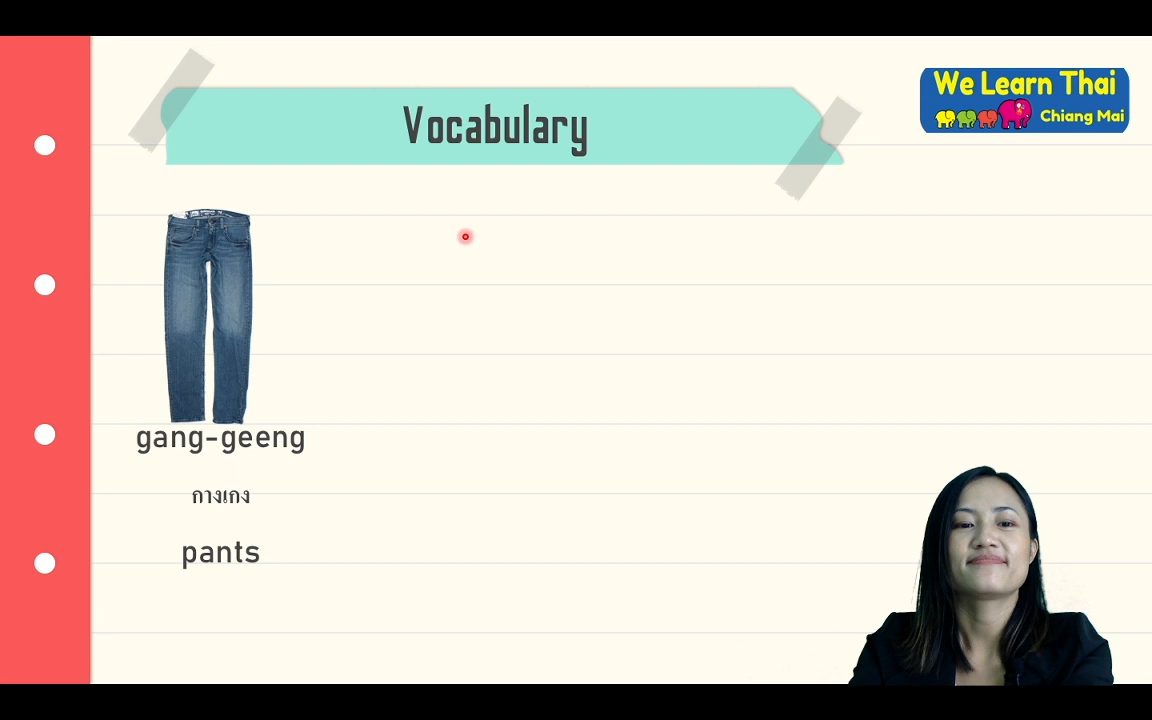 Vocabulary
We Learn Thai
Chiang Mai
gang-geeng
กางเกง
pants